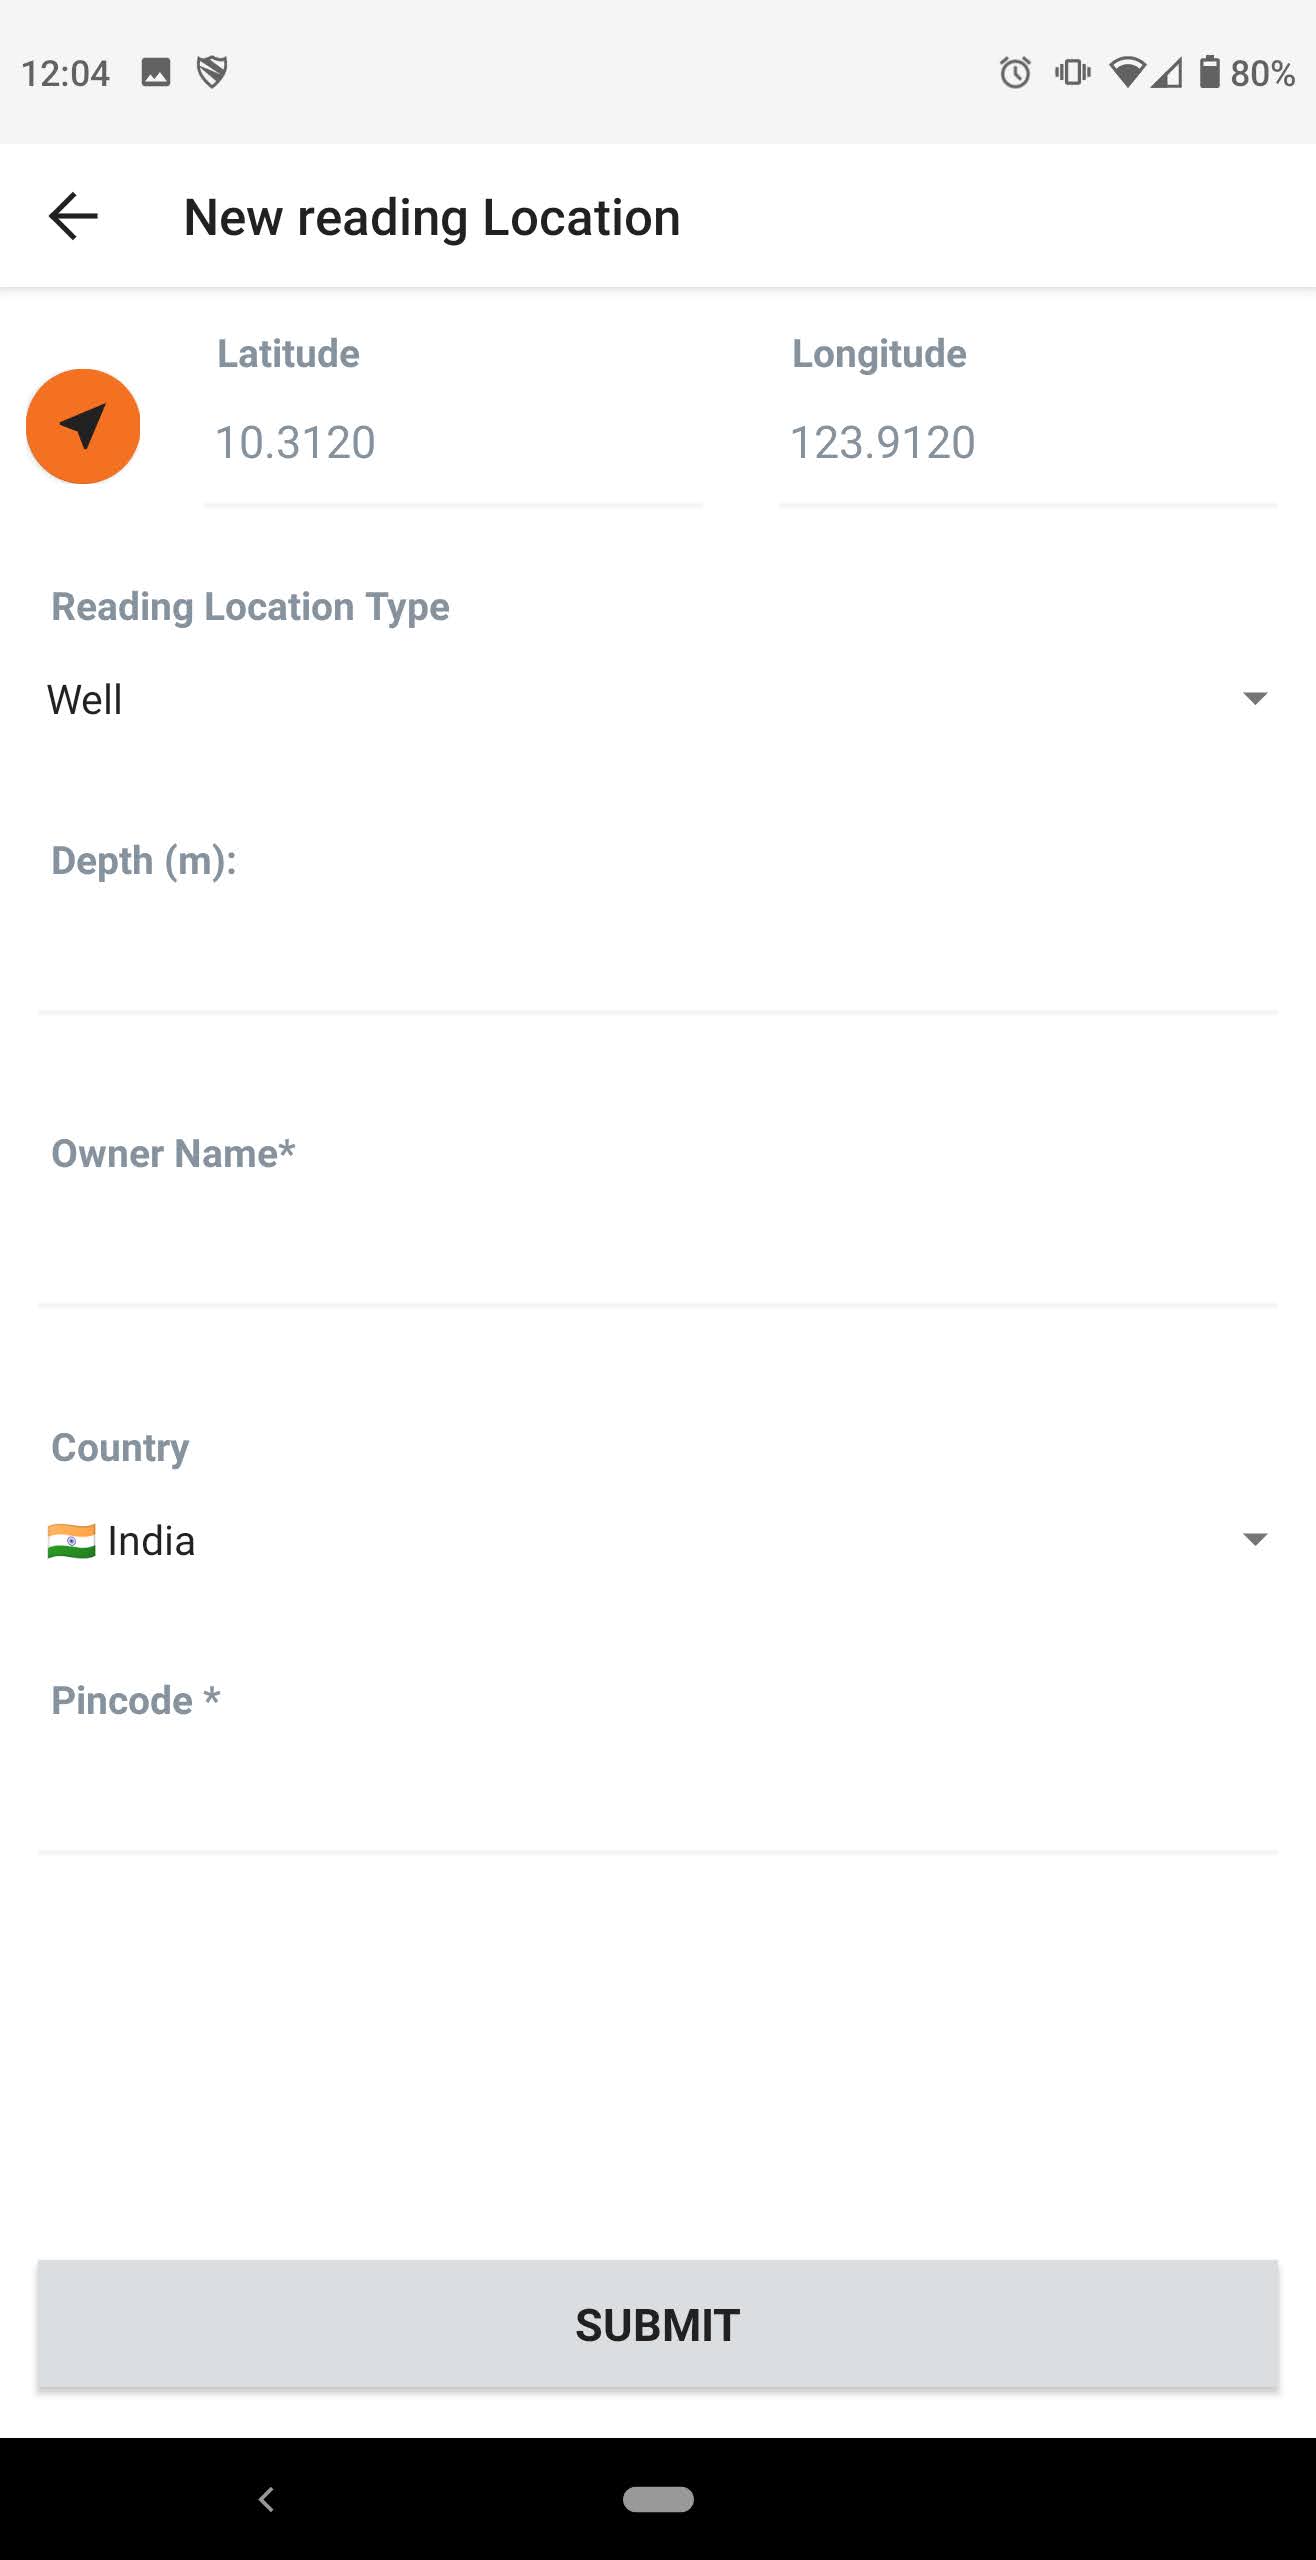 12:04
80%
New reading Location
Latitude
Longitude
10.3120
123.9120
Reading Location Type
Well
Depth (m):
Owner Name*
Country
🇮🇳 India
Pincode *
SUBMIT